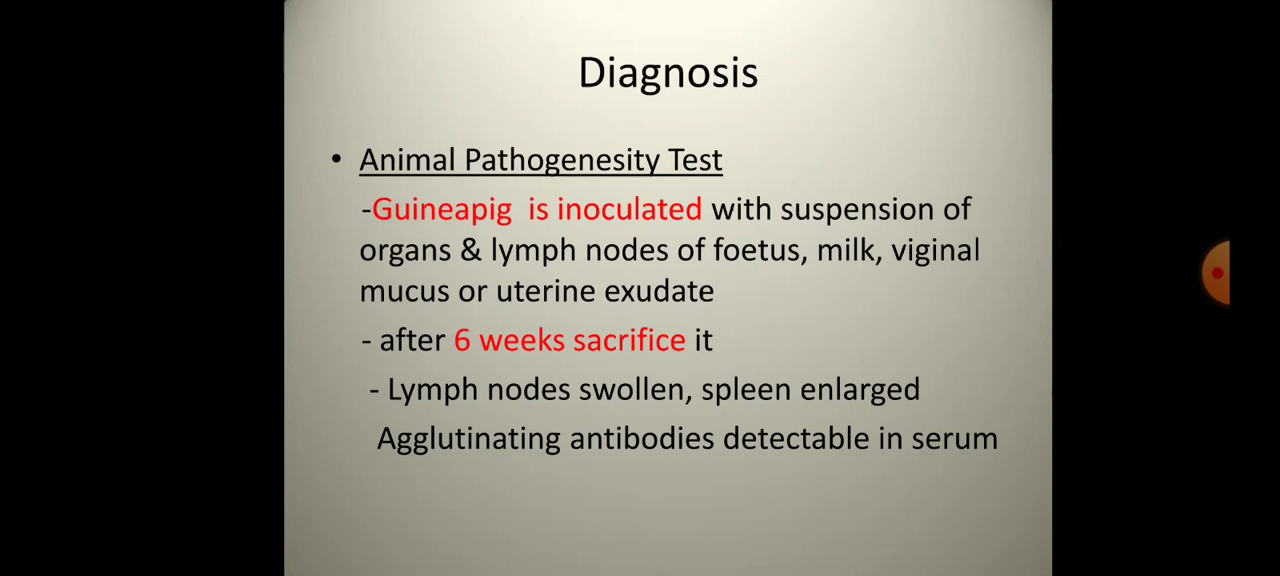 Diagnosis
• Animal Pathogenesity Test
-Guineapig is inoculated with suspension of
organs & lymph nodes of foetus, milk, viginal
mucus or uterine exudate
- after 6 weeks sacrifice it
- Lymph nodes swollen, spleen enlarged
Agglutinating antibodies detectable in serum